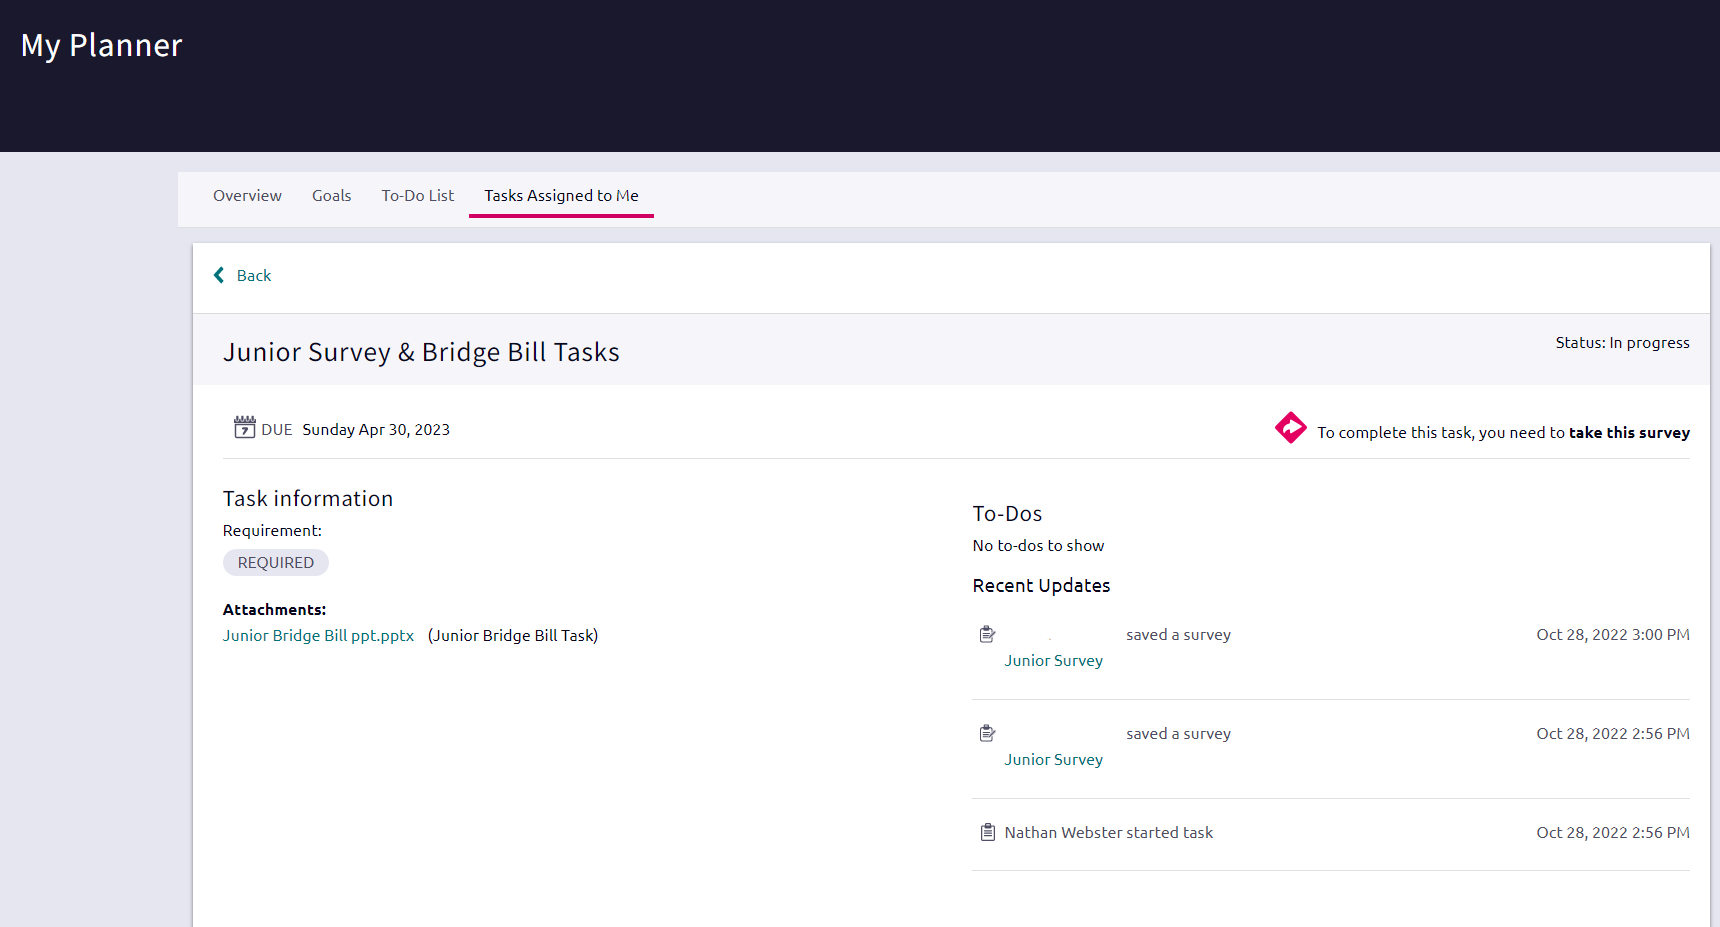 My Planner
Overview Goals To-Do List Tasks Assigned to Me
Back
Junior Survey & Bridge Bill Tasks
Status: In progress
DUE Sunday Apr 30, 2023
To complete this task, you need to take this survey
Task information
Requirement:
REQUIRED
Attachments:
Junior Bridge Bill ppt.pptx (Junior Bridge Bill Task)
To-Dos
No to-dos to show
Recent Updates
saved a survey Oct 28, 2022 3:00 PM
Junior Survey
saved a survey Oct 28, 2022 2:56 PM
Junior Survey
Nathan Webster started task Oct 28, 2022 2:56 PM